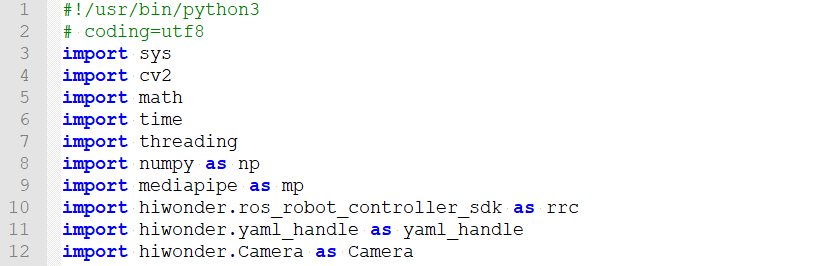 1 #!/usr/bin/python3
2 # coding=utf8
3 import sys
4 import cv2
5 import math
6 import time
7 import threading
8 import numpy as np
9 import mediapipe as mp
10 import hiwonder.ros_robot_controller_sdk as rrc
11 import hiwonder.yaml_handle as yaml_handle
12 import hiwonder.Camera as Camera